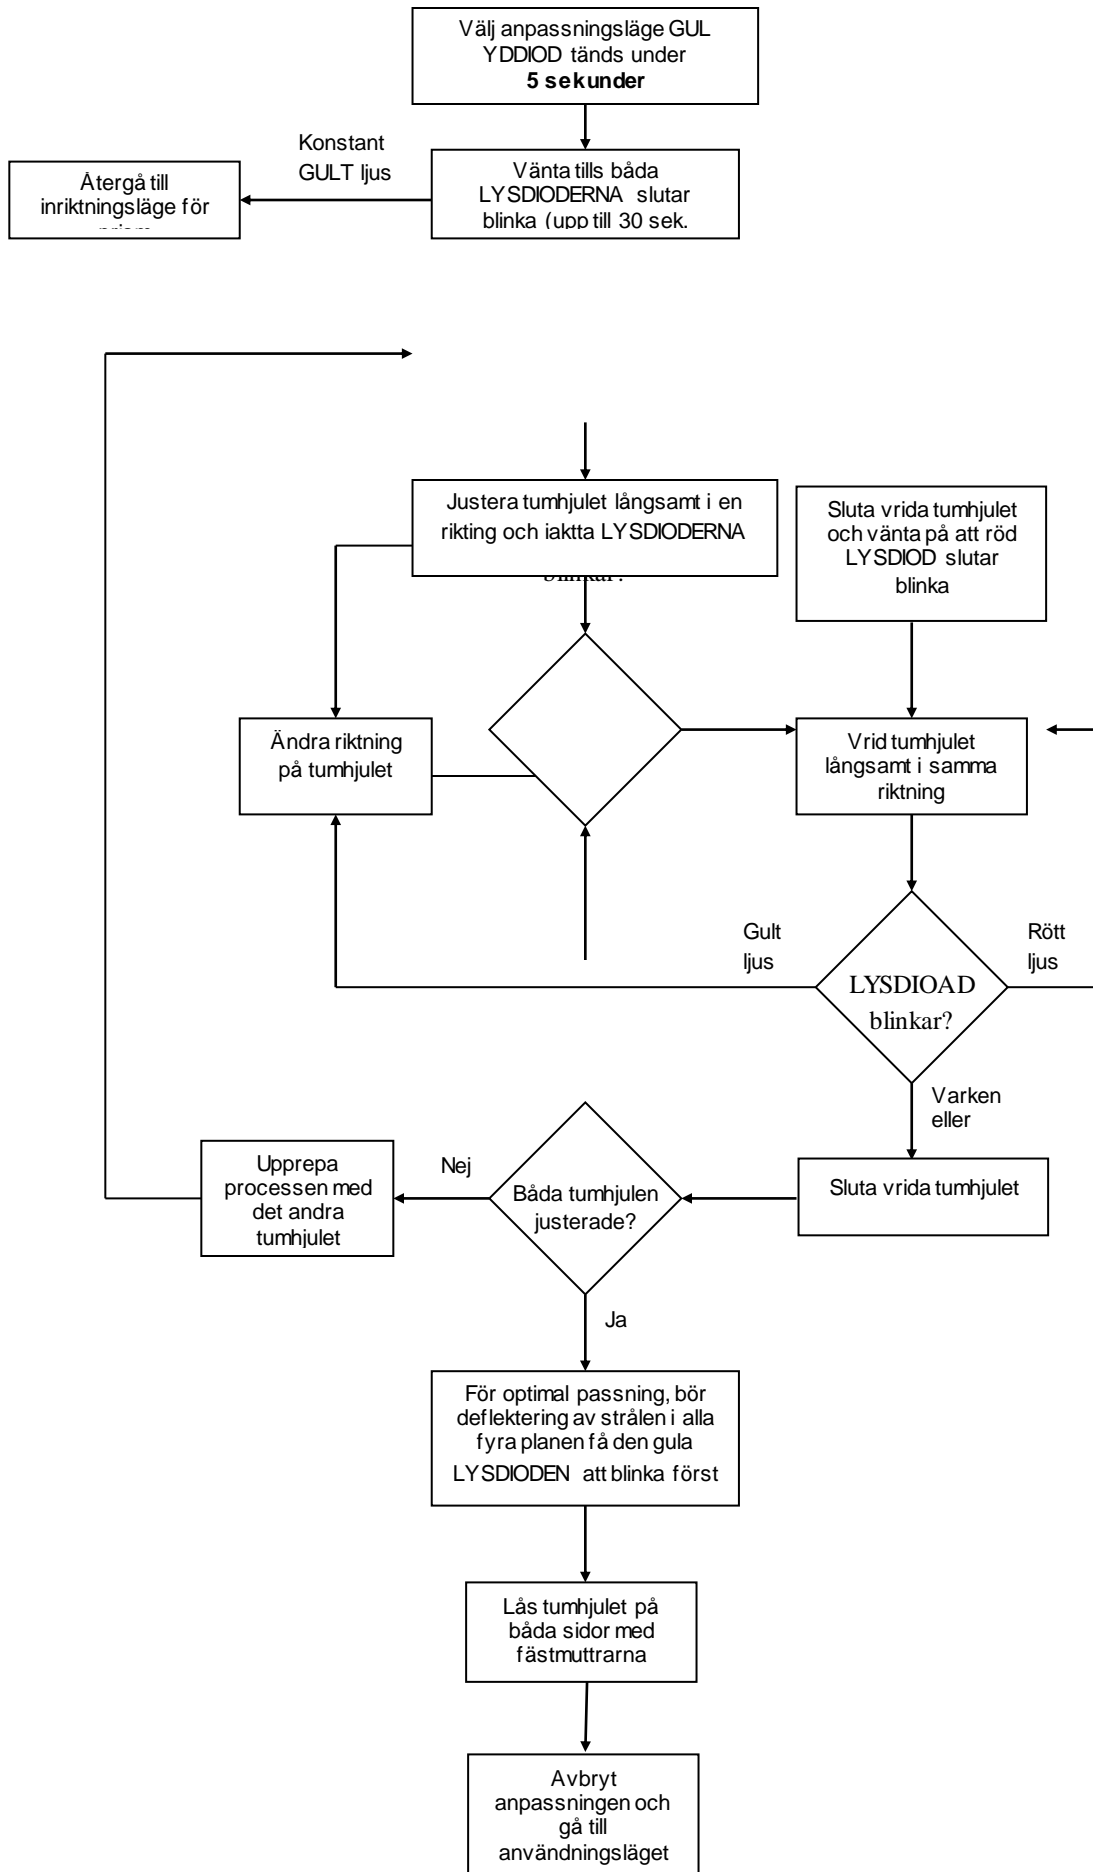 Välj anpassningsläge GUL
YDDIOD tänds under
5 sekunder
Konstant
GULT ljus
Återgå till
inriktningsläge för
Vänta tills båda
LYSDIODERNA slutar
blinka (upp till 30 sek.
Justera tumhjulet långsamt i en
rikting och iaktta LYSDIODERNA
blinkar?
Sluta vrida tumhjulet
och vänta på att röd
LYSDIOD slutar
blinka
Ändra riktning
på tumhjulet
Vrid tumhjulet
långsamt i samma
riktning
Gult
ljus
Rött
ljus
LYSDIOAD
blinkar?
Varken
eller
Upprepa
processen med
det andra
tumhjulet
Nej
Båda tumhjulen
justerade?
Sluta vrida tumhjulet
Ja
För optimal passning, bör
deflektering av strålen i alla
fyra planen få den gula
LYSDIODEN att blinka först
Lås tumhjulet på
båda sidor med
fästmuttrarna
Avbryt
anpassningen och
gå till
användningsläget